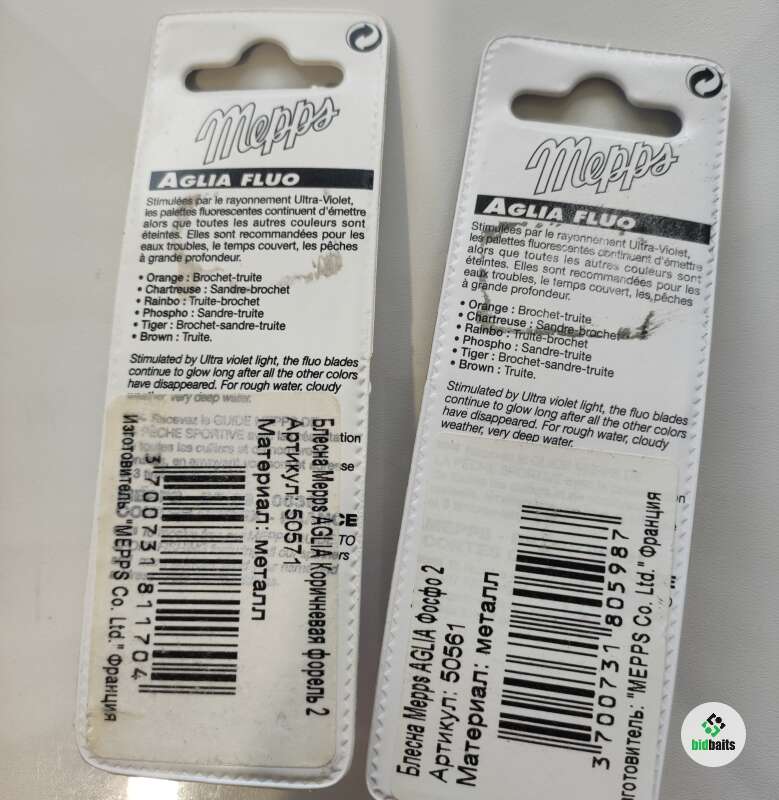 Mepps
AGLIA FLUO
Stimulées par le rayonnement Ultra-Violet,
les palettes fluorescentes continuent d'émettre
alors que toutes les autres couleurs sont
éteintes. Elles sont recommandées pour les
eaux troubles, le temps couvert, les pêches
à grande profondeur.
• Orange : Brochet-truite
• Chartreuse : Sandre-brochet
• Rainbo : Truite-brochet
• Phospho : Sandre-truite
• Tiger : Brochet-sandre-truite
• Brown : Truite.
Stimulated by Ultra violet light, the fluo blades
continue to glow long after all the other colors
have disappeared. For rough water, cloudy
weather, very deep water.
Блесна Mepps AGLIA Коричневая форель 2
Артикул: 50571
Материал: металл
3 700731 811704
Изготовитель: "MEPPS Co. Ltd." Франция
Mepps
AGLIA FLUO
Stimulées par le rayonnement Ultra-Violet,
les palettes fluorescentes continuent d'émettre
alors que toutes les autres couleurs sont
éteintes. Elles sont recommandées pour les
eaux troubles, le temps couvert, les pêches
à grande profondeur.
• Orange : Brochet-truite
• Chartreuse : Sandre-brochet
• Rainbo : Truite-brochet
• Phospho : Sandre-truite
• Tiger : Brochet-sandre-truite
• Brown : Truite.
Stimulated by Ultra violet light, the fluo blades
continue to glow long after all the other colors
have disappeared. For rough water, cloudy
weather, very deep water.
Блесна Mepps AGLIA Фосфо 2
Артикул: 50561
Материал: металл
3 700731 805987
готовитель: "MEPPS Co. Ltd." Франция
bidbaits